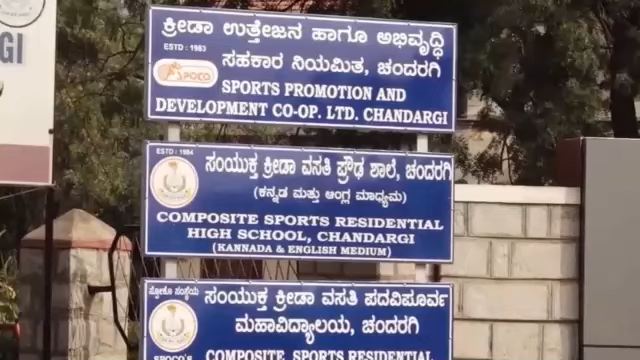 GI
ಕ್ರೀಡಾ ಉತ್ತೇಜನ ಹಾಗೂ ಅಭಿವೃದ್ಧಿ
ESTD : 1983
ಸಹಕಾರ ನಿಯಮಿತ, ಚಂದರಗಿ
SPOCO
SPORTS PROMOTION AND
DEVELOPMENT CO-OP. LTD. CHANDARGI
ESTD : 1984
ಸಂಯುಕ್ತ ಕ್ರೀಡಾ ವಸತಿ ಪ್ರೌಢ ಶಾಲೆ, ಚಂದರಗಿ
(ಕನ್ನಡ ಮತ್ತು ಆಂಗ್ಲ ಮಾಧ್ಯಮ)
COMPOSITE SPORTS RESIDENTIAL
HIGH SCHOOL, CHANDARGI
(KANNADA & ENGLISH MEDIUM)
ಸ್ಪೋಕೊ ಸಂಸ್ಥೆಯ
ಸಂಯುಕ್ತ ಕ್ರೀಡಾ ವಸತಿ ಪದವಿಪೂರ್ವ
ಮಹಾವಿದ್ಯಾಲಯ, ಚಂದರಗಿ
SPOCO'S
COMPOSITE SPORTS RESIDENTIAL